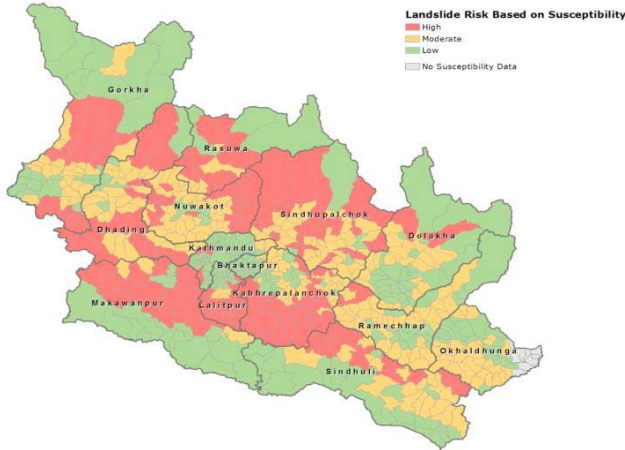 Landslide Risk Based on Susceptibility
High
Moderate
Low
No Susceptibility Data
Gorkha
Rasuwa
Nuwakot
Sindhupalchok
Dhading
Dolakha
Kathmandu
Bhaktapur
Makawanpur
Lalitpur
Kabhrepalanchok
Ramechhap
Okhaldhunga
Sindhuli